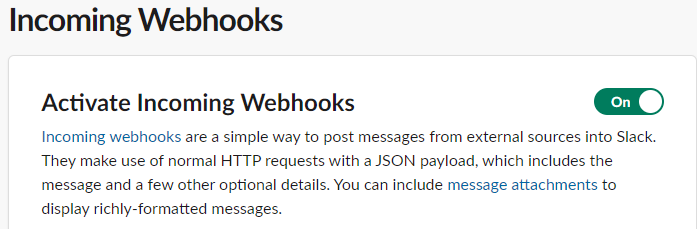 Incoming Webhooks
Activate Incoming Webhooks
On
Incoming webhooks are a simple way to post messages from external sources into Slack.
They make use of normal HTTP requests with a JSON payload, which includes the
message and a few other optional details. You can include message attachments to
display richly-formatted messages.